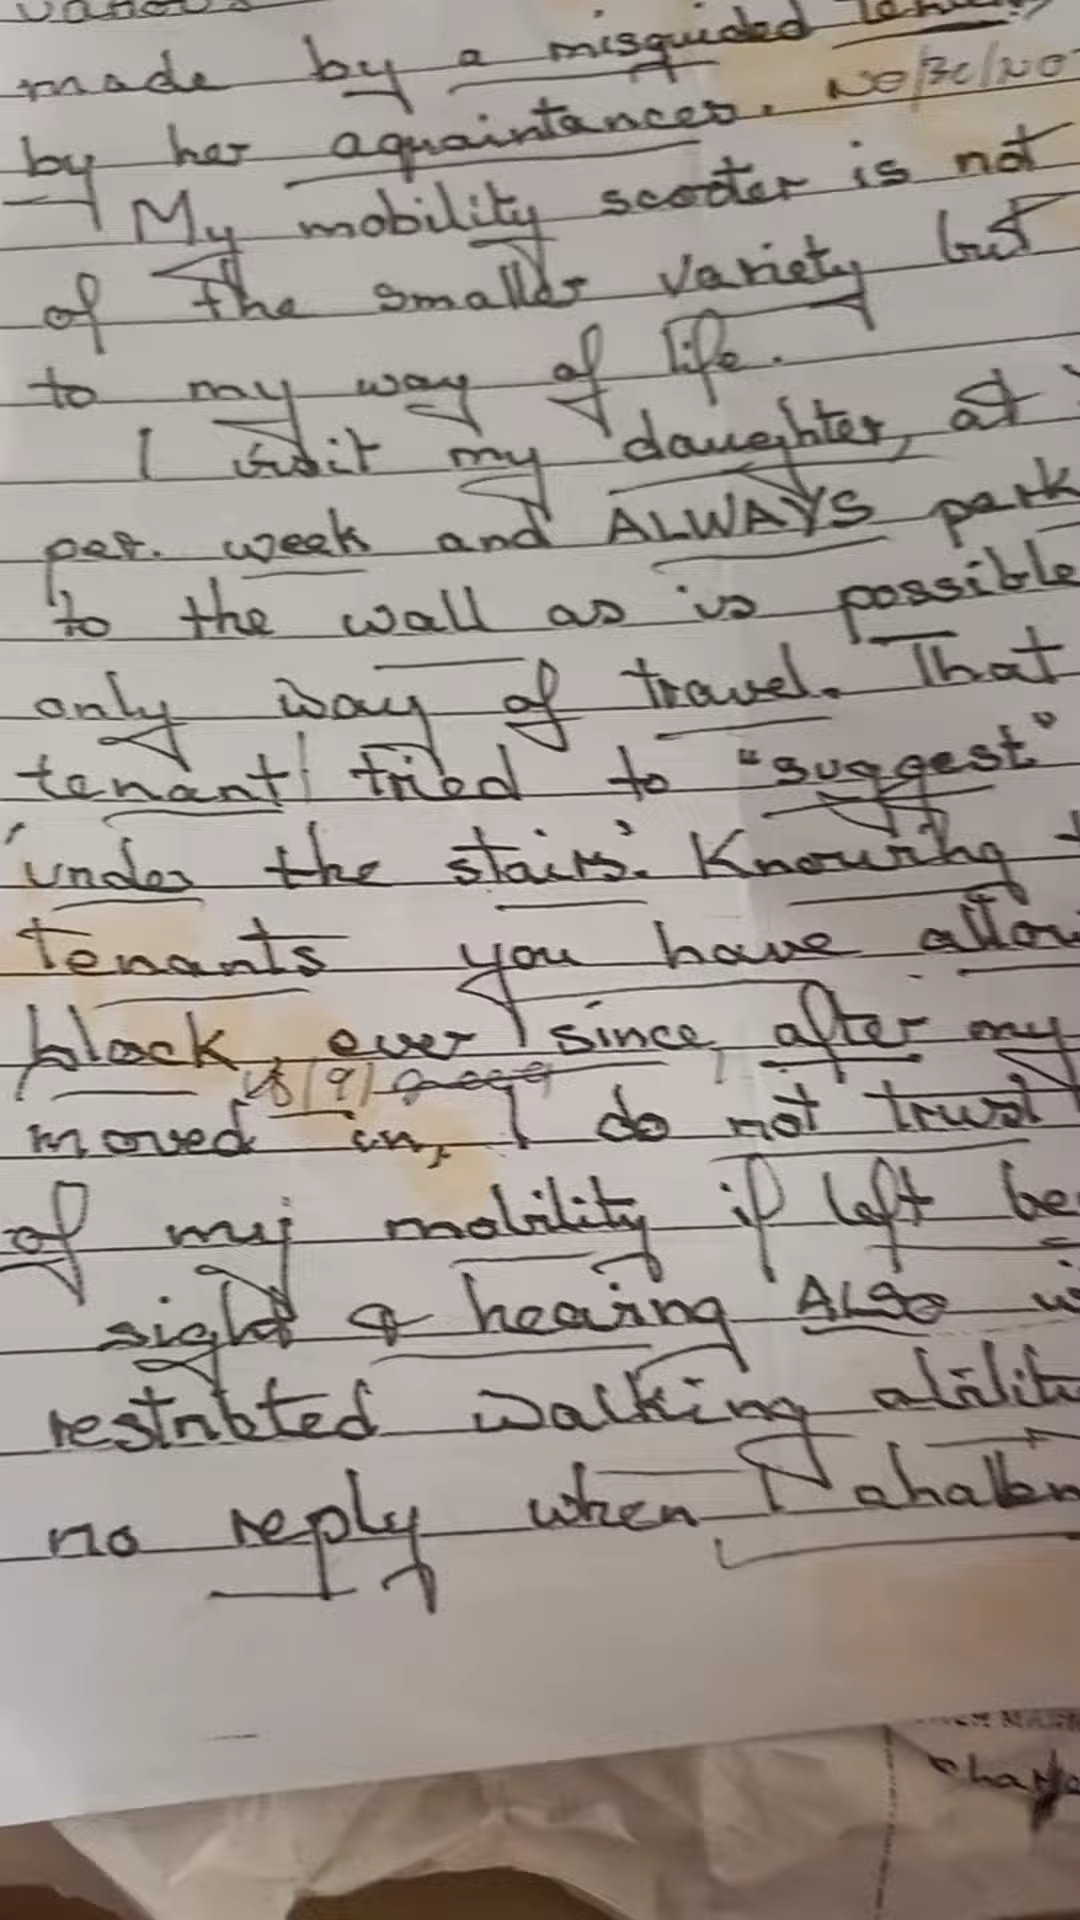 made by a misguided
by her aquaintances.
My mobility scooter is not
of the smaller variety but
to my way of life.
I visit my daughter, at
per. week and ALWAYS park
to the wall as is possible
only way of travel. That
tenant! tried to "suggest"
'under the stairs'. Knowing
tenants you have
block, ever since, after my
moved in, I do not trust
of my mobility if left
sight & hearing ALSO
restricted walking
no reply when I